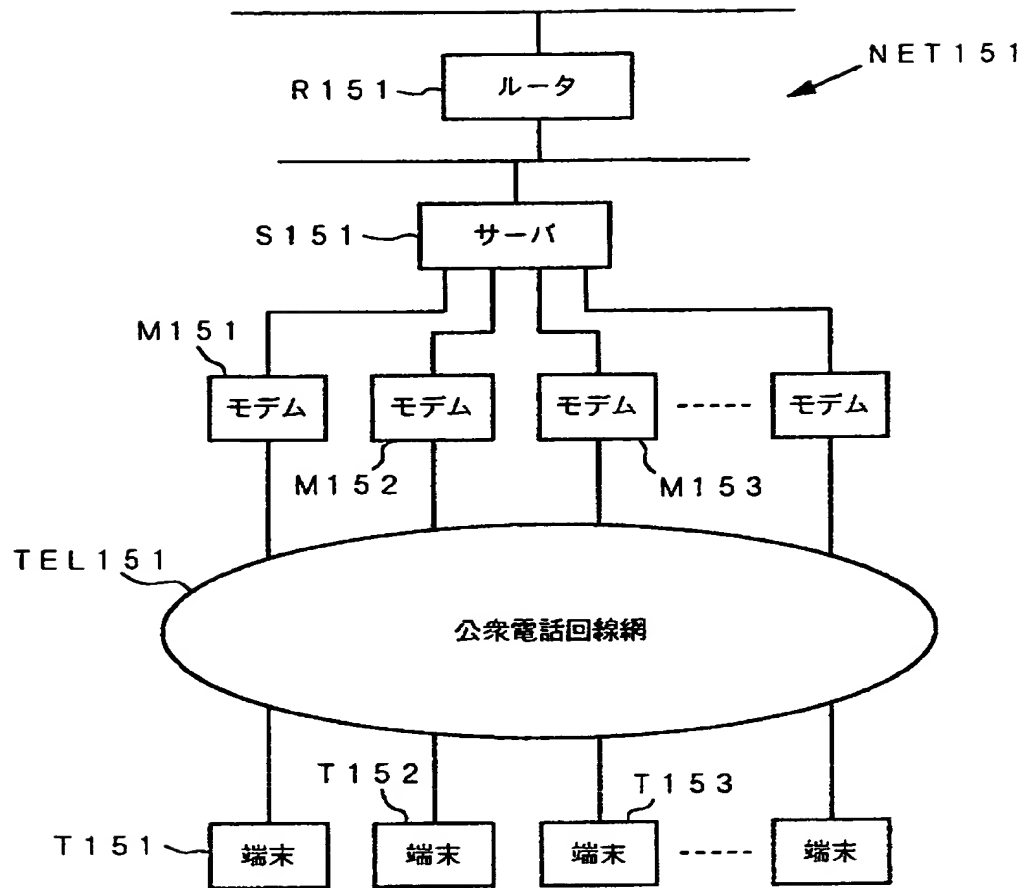 NET151
R151
ルータ
S151
サーバ
M151
モデム
モデム
モデム
モデム
M152
M153
TEL151
公衆電話回線網
T152
T153
T151
端末
端末
端末
端末